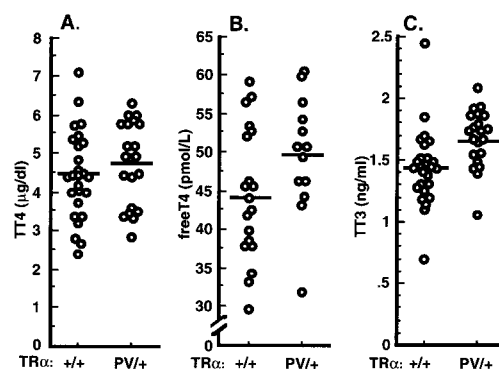 A.
B.
C.
TT4 (µg/dl)
8
7
6
5
4
3
2
1
0
freeT4 (pmol/L)
65
60
55
50
45
40
35
30
0
TT3 (ng/ml)
2.5
2
1.5
1
.5
0
TRα: +/+ PV/+
TRα: +/+ PV/+
TRα: +/+ PV/+